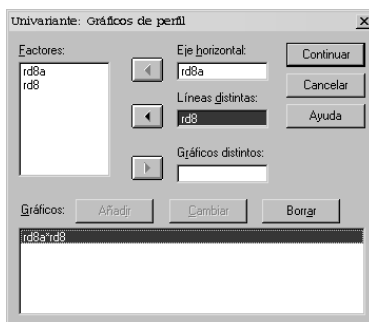 Univariante: Gráficos de perfil
Factores:
rd8a
rd8
Eje horizontal:
rd8a
Líneas distintas:
rd8
Gráficos distintos:
Continuar
Cancelar
Ayuda
Gráficos:
Añadir
Cambiar
Borrar
rd8a*rd8